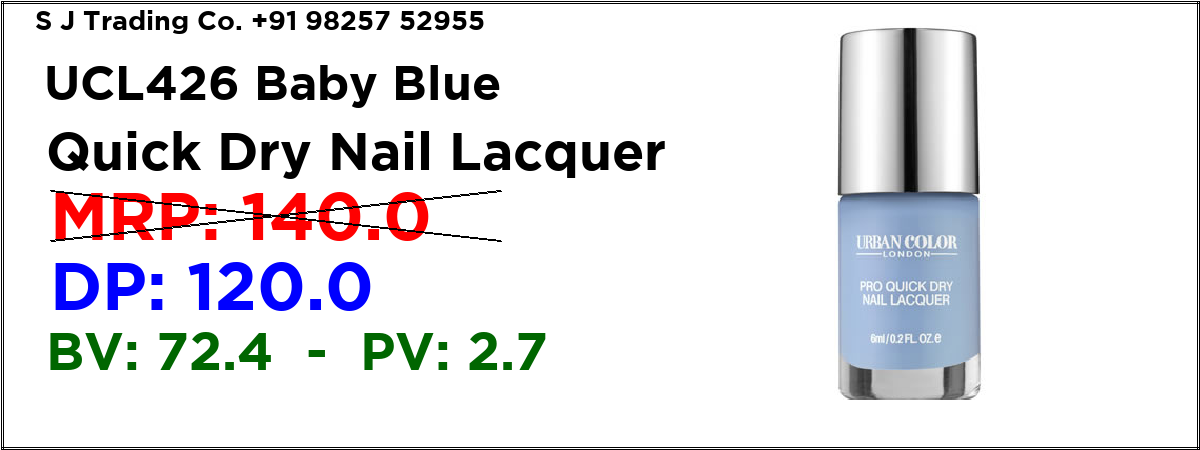 S J Trading Co. +91 98257 52955
UCL426 Baby Blue
Quick Dry Nail Lacquer
MRP: 140.0
DP: 120.0
BV: 72.4 - PV: 2.7
URBAN COLOR
LONDON
PRO QUICK DRY
NAIL LACQUER
6ml/0.2 FL. OZ.e